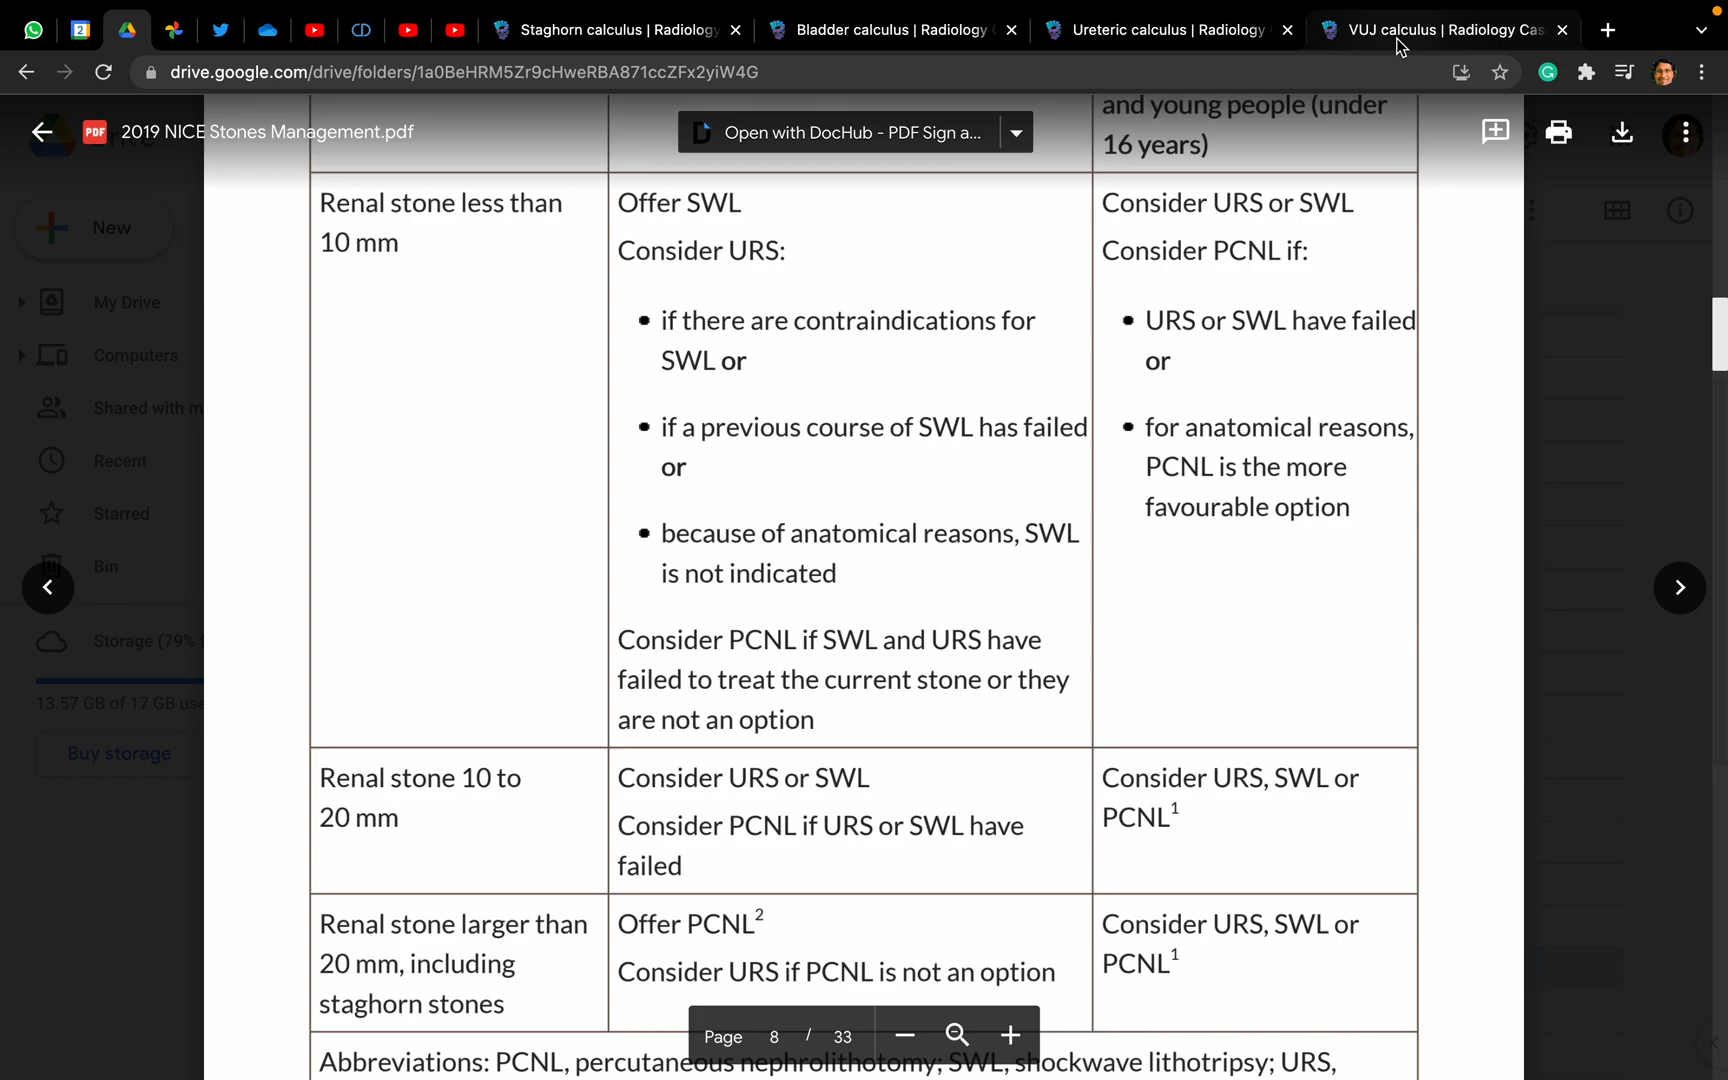 2
Staghorn calculus | Radiology
Bladder calculus | Radiology
Ureteric calculus | Radiology
VUJ calculus | Radiology Cas
drive.google.com/drive/folders/1a0BeHRM5Zr9cHweRBA871ccZFx2yiW4G
PDF
2019 NICE Stones Management.pdf
Open with DocHub - PDF Sign a...
and young people (under
16 years)
New
My Drive
Computers
Shared with m
Recent
Starred
Bin
Storage (79%
13.57 GB of 17 GB use
Buy storage
Renal stone less than
10 mm
Offer SWL
Consider URS:
• if there are contraindications for
SWL or
• if a previous course of SWL has failed
or
• because of anatomical reasons, SWL
is not indicated
Consider PCNL if SWL and URS have
failed to treat the current stone or they
are not an option
Consider URS or SWL
Consider PCNL if:
• URS or SWL have failed
or
• for anatomical reasons,
PCNL is the more
favourable option
Renal stone 10 to
20 mm
Consider URS or SWL
Consider PCNL if URS or SWL have
failed
Consider URS, SWL or
PCNL¹
Renal stone larger than
20 mm, including
staghorn stones
Offer PCNL²
Consider URS if PCNL is not an option
Consider URS, SWL or
PCNL¹
Page 8 / 33
Abbreviations: PCNL, percutaneous nephrolithotomy; SWL, shockwave lithotripsy; URS,